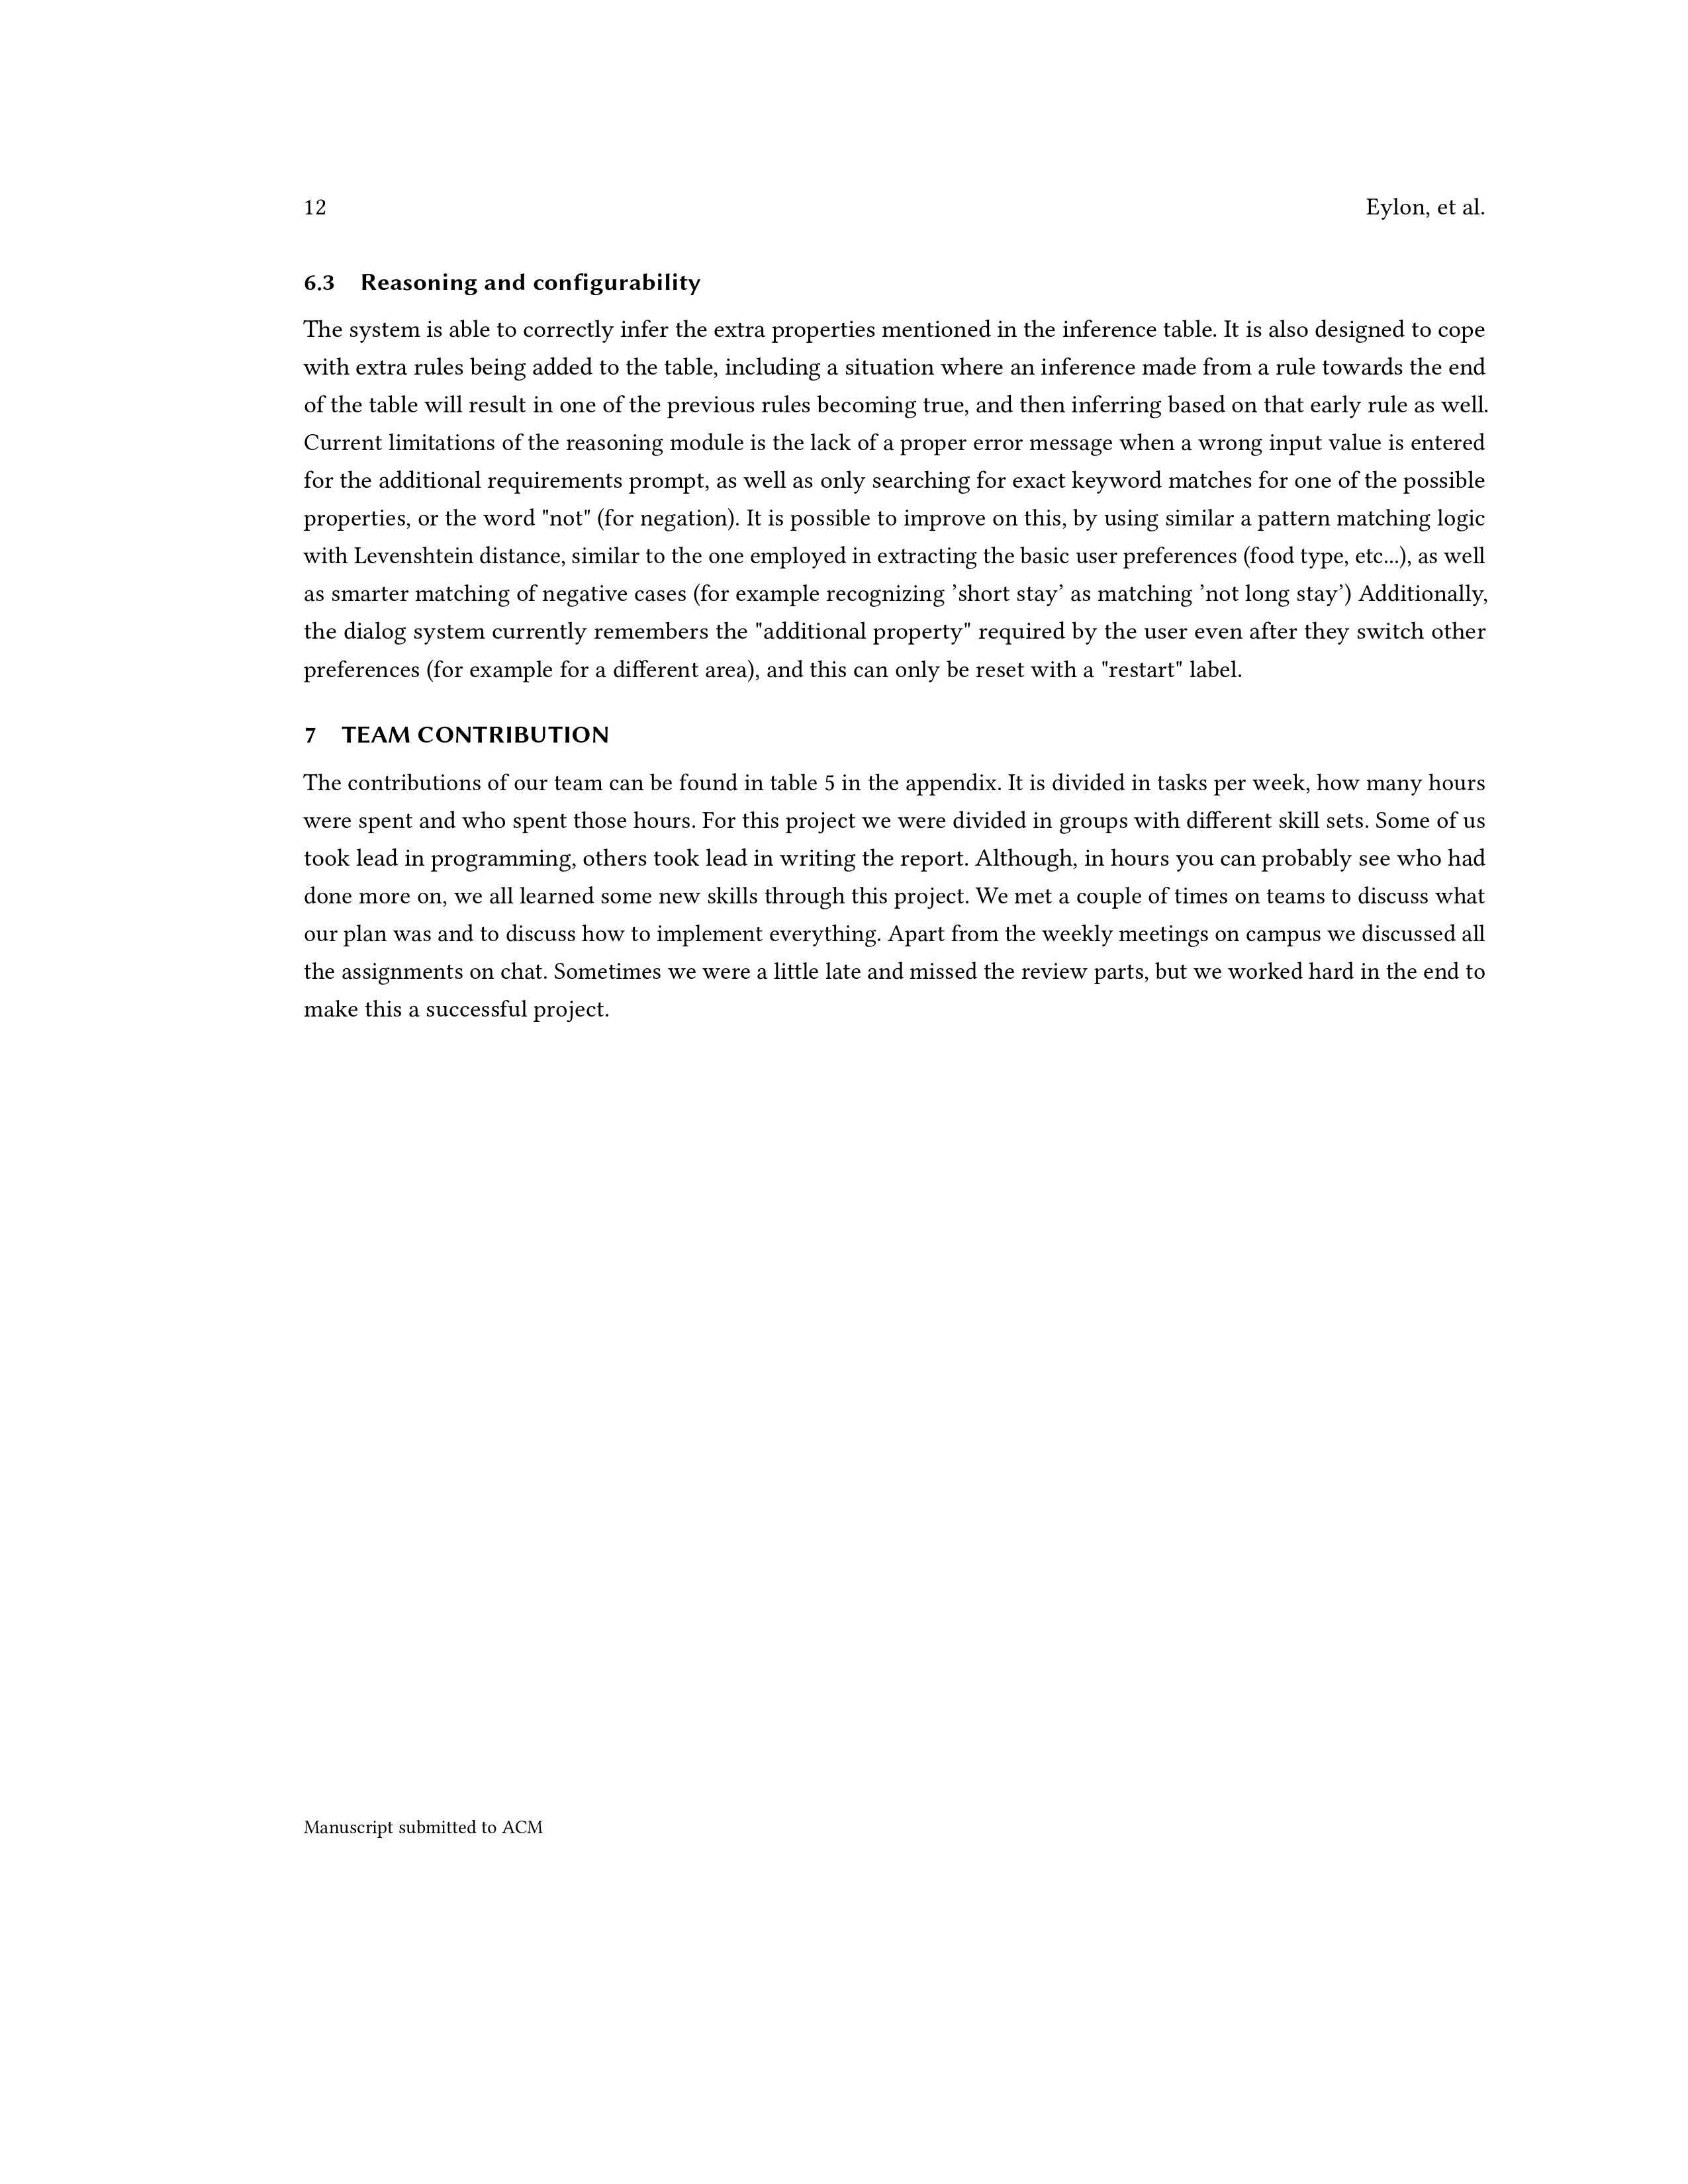 12 Eylon, et al.
6.3 Reasoning and configurability
The system is able to correctly infer the extra properties mentioned in the inference table. It is also designed to cope
with extra rules being added to the table, including a situation where an inference made from a rule towards the end
of the table will result in one of the previous rules becoming true, and then inferring based on that early rule as well.
Current limitations of the reasoning module is the lack of a proper error message when a wrong input value is entered
for the additional requirements prompt, as well as only searching for exact keyword matches for one of the possible
properties, or the word "not" (for negation). It is possible to improve on this, by using similar a pattern matching logic
with Levenshtein distance, similar to the one employed in extracting the basic user preferences (food type, etc...), as well
as smarter matching of negative cases (for example recognizing ’short stay’ as matching ’not long stay’) Additionally,
the dialog system currently remembers the "additional property" required by the user even after they switch other
preferences (for example for a different area), and this can only be reset with a "restart" label.
7 TEAM CONTRIBUTION
The contributions of our team can be found in table 5 in the appendix. It is divided in tasks per week, how many hours
were spent and who spent those hours. For this project we were divided in groups with different skill sets. Some of us
took lead in programming, others took lead in writing the report. Although, in hours you can probably see who had
done more on, we all learned some new skills through this project. We met a couple of times on teams to discuss what
our plan was and to discuss how to implement everything. Apart from the weekly meetings on campus we discussed all
the assignments on chat. Sometimes we were a little late and missed the review parts, but we worked hard in the end to
make this a successful project.
Manuscript submitted to ACM